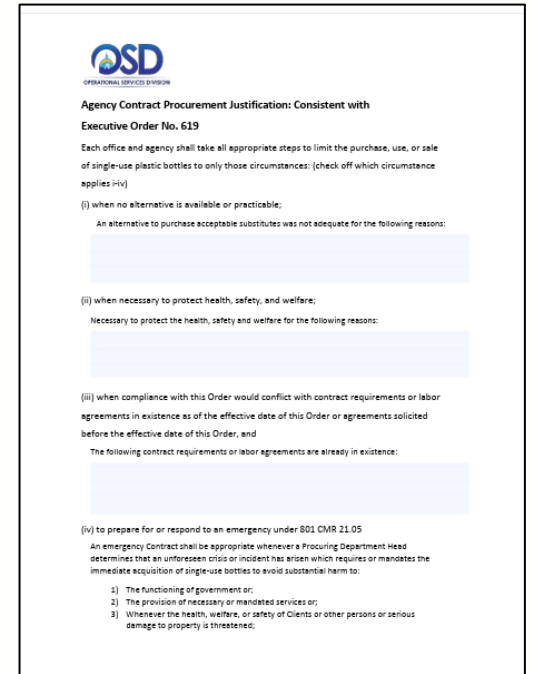 OSD
OPERATIONAL SERVICES DIVISION
Agency Contract Procurement Justification: Consistent with
Executive Order No. 619
Each office and agency shall take all appropriate steps to limit the purchase, use, or sale
of single-use plastic bottles to only those circumstances: (check off which circumstance
applies i-iv)
(i) when no alternative is available or practicable;
An alternative to purchase acceptable substitutes was not adequate for the following reasons:
(ii) when necessary to protect health, safety, and welfare;
Necessary to protect the health, safety and welfare for the following reasons:
(iii) when compliance with this Order would conflict with contract requirements or labor
agreements in existence as of the effective date of this Order or agreements solicited
before the effective date of this Order, and
The following contract requirements or labor agreements are already in existence:
(iv) to prepare for or respond to an emergency under 801 CMR 21.05
An emergency Contract shall be appropriate whenever a Procuring Department Head
determines that an unforeseen crisis or incident has arisen which requires or mandates the
immediate acquisition of single-use bottles to avoid substantial harm to:
1) The functioning of government or;
2) The provision of necessary or mandated services or;
3) Whenever the health, welfare, or safety of Clients or other persons or serious
damage to property is threatened;